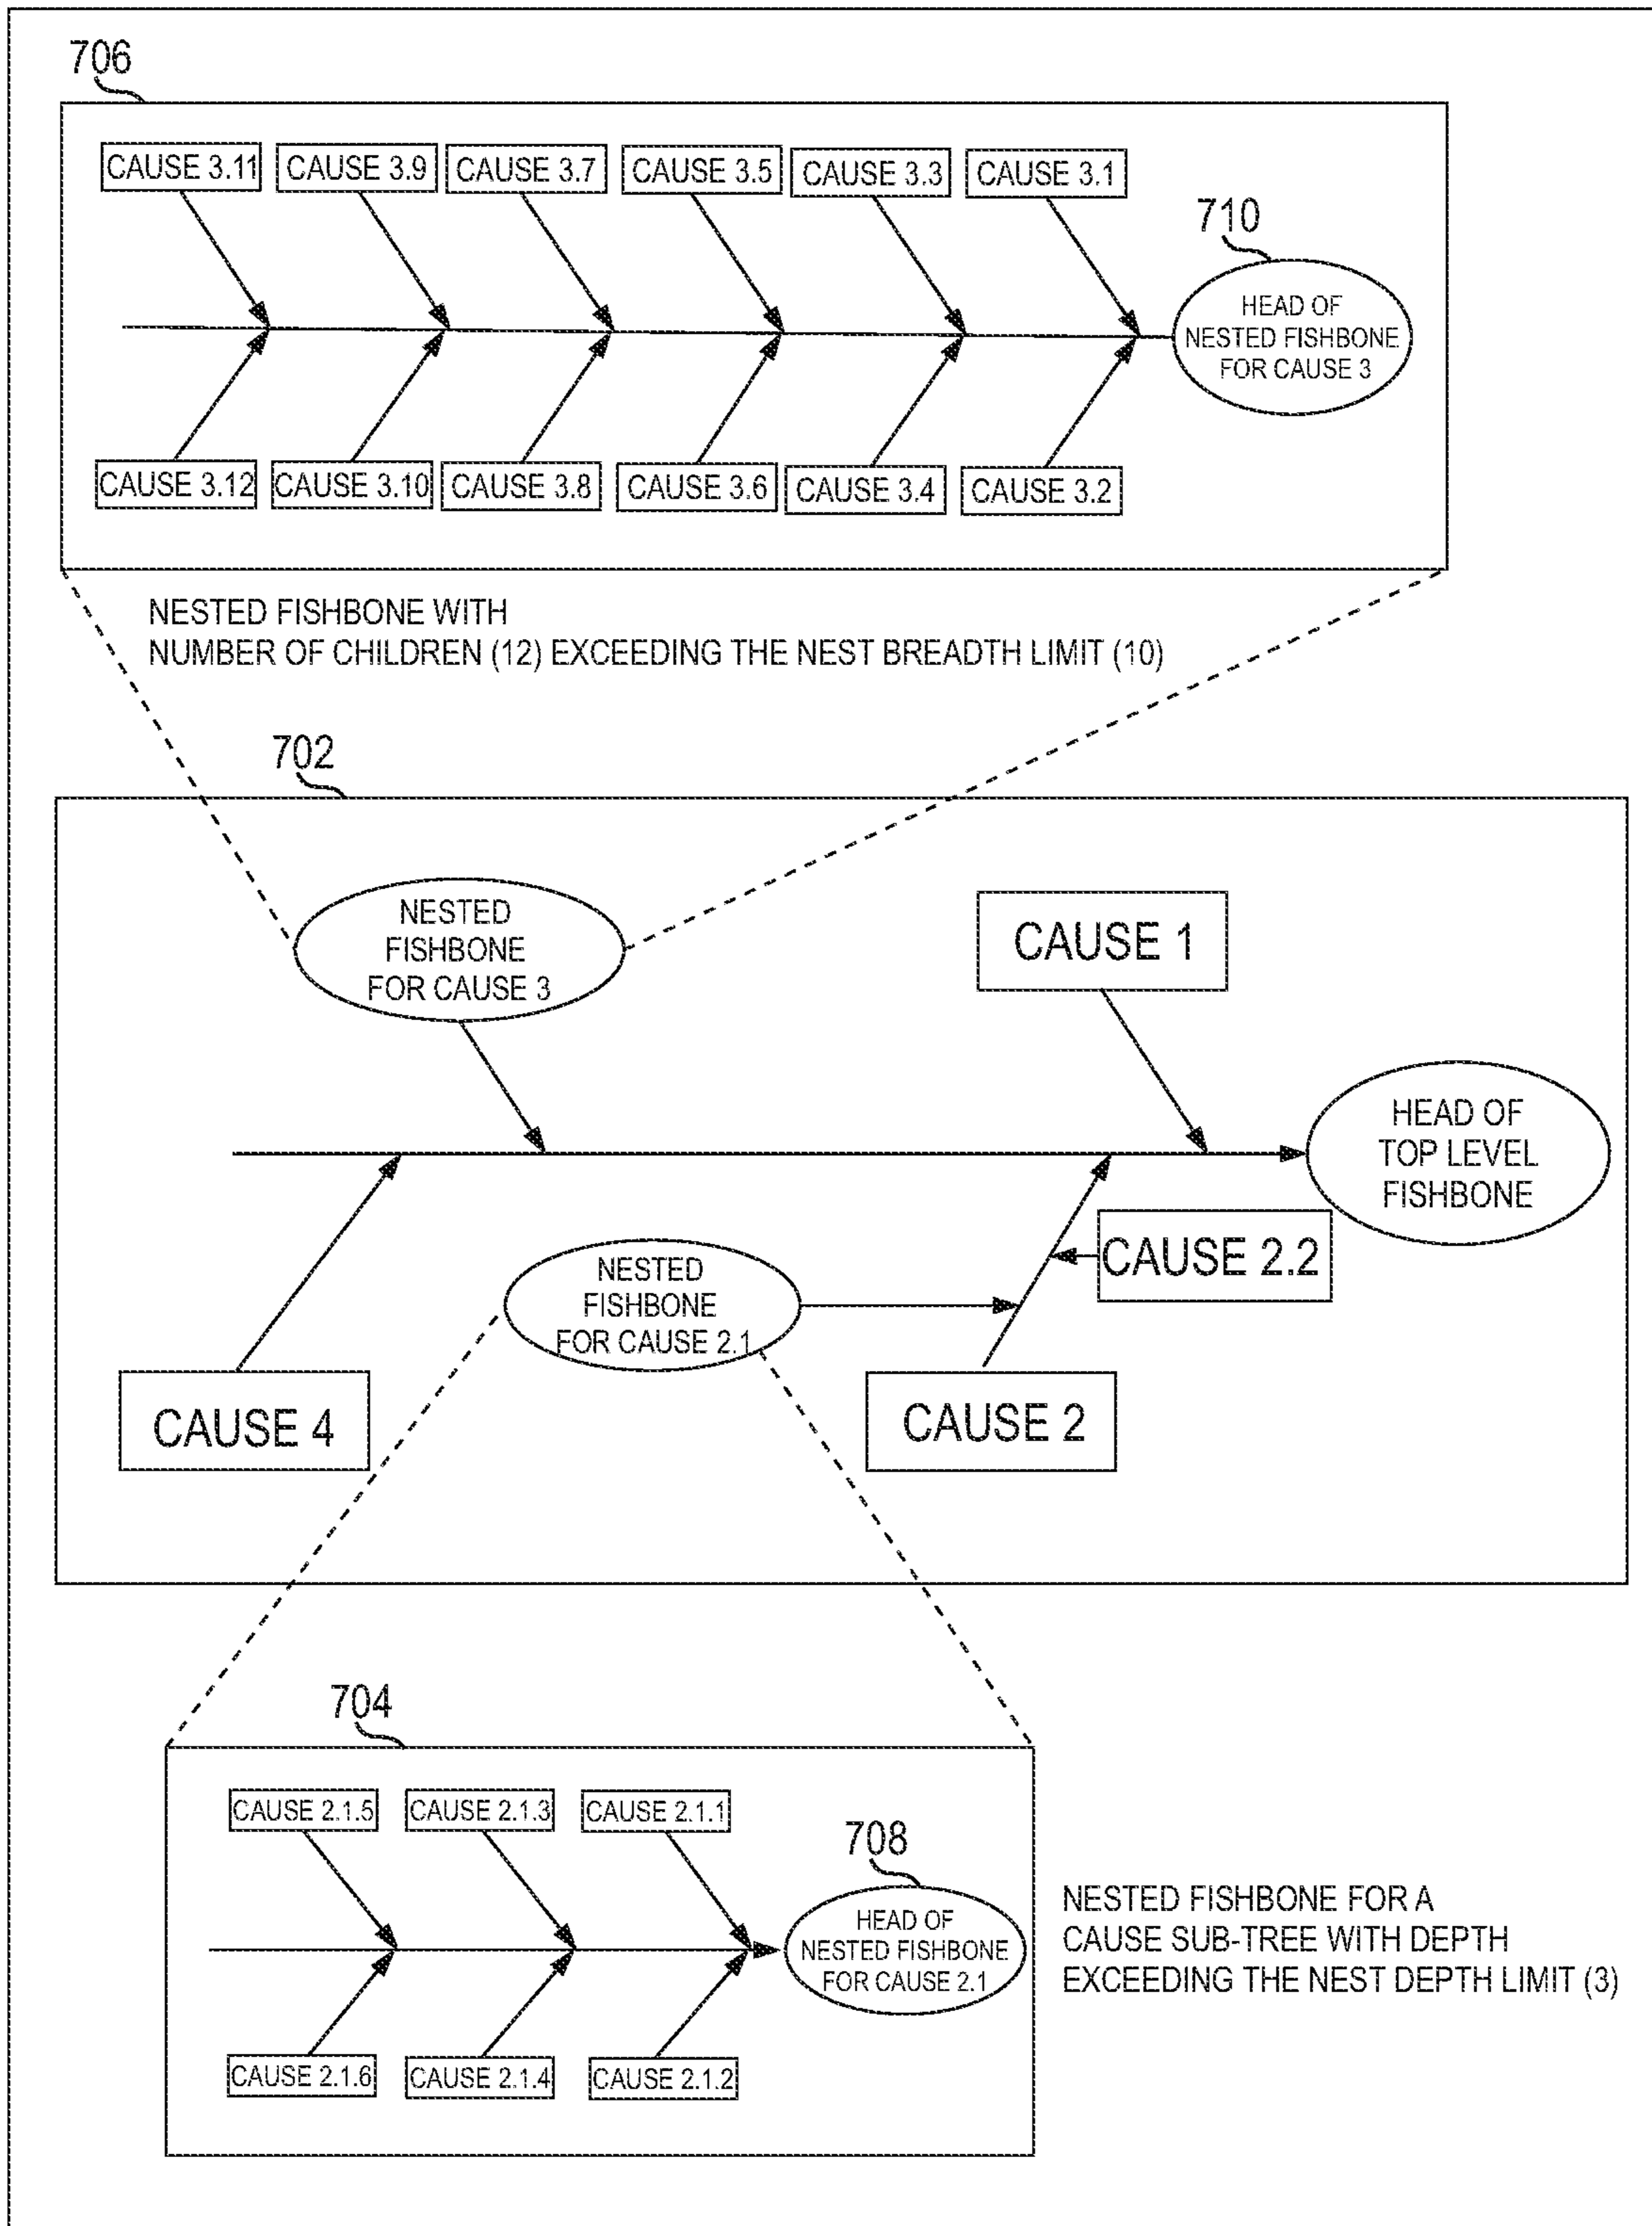 706
CAUSE 3.11 CAUSE 3.9 CAUSE 3.7 CAUSE 3.5 CAUSE 3.3 CAUSE 3.1
710
HEAD OF
NESTED FISHBONE
FOR CAUSE 3
CAUSE 3.12 CAUSE 3.10 CAUSE 3.8 CAUSE 3.6 CAUSE 3.4 CAUSE 3.2
NESTED FISHBONE WITH
NUMBER OF CHILDREN (12) EXCEEDING THE NEST BREADTH LIMIT (10)
702
NESTED
FISHBONE
FOR CAUSE 3
CAUSE 1
HEAD OF
TOP LEVEL
FISHBONE
CAUSE 2.2
NESTED
FISHBONE
FOR CAUSE 2.1
CAUSE 4
CAUSE 2
704
CAUSE 2.1.5 CAUSE 2.1.3 CAUSE 2.1.1
708
HEAD OF
NESTED FISHBONE
FOR CAUSE 2.1
CAUSE 2.1.6 CAUSE 2.1.4 CAUSE 2.1.2
NESTED FISHBONE FOR A
CAUSE SUB-TREE WITH DEPTH
EXCEEDING THE NEST DEPTH LIMIT (3)